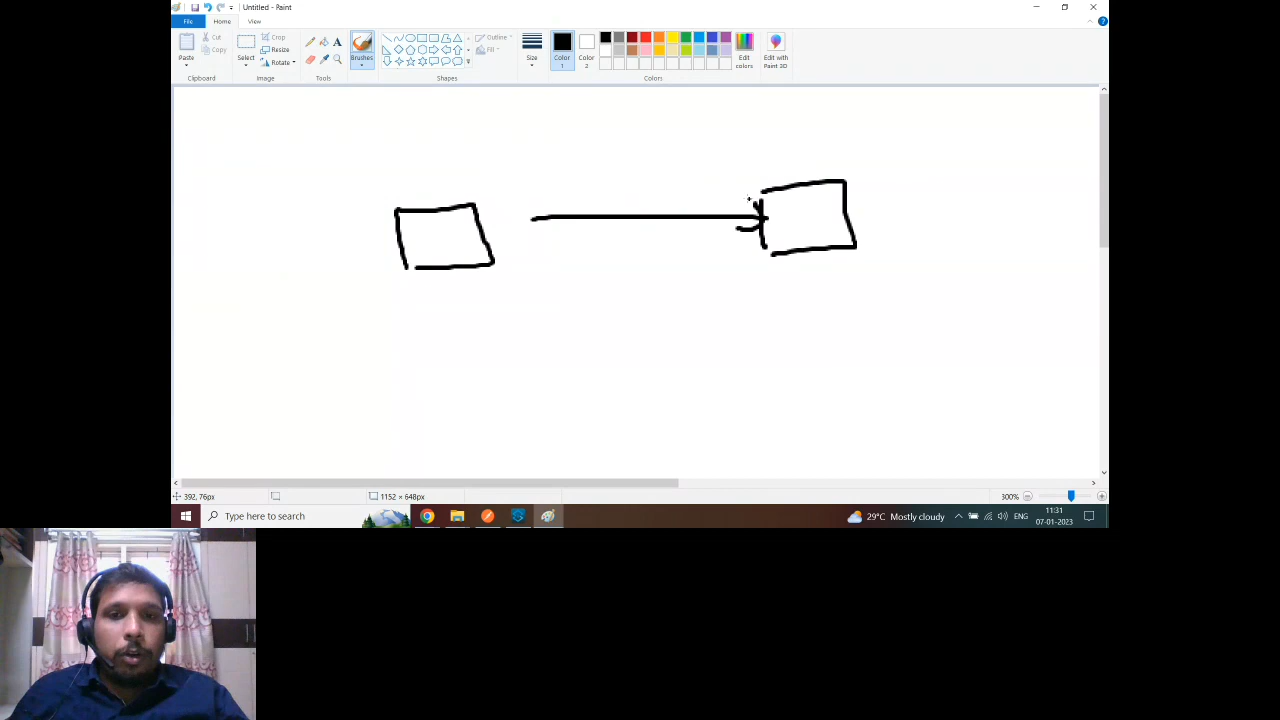 Untitled - Paint
File Home View
Paste
Cut
Copy
Clipboard
Select
Crop
Resize
Rotate
Image
Tools
Brushes
Shapes
Outline
Fill
Size
Color
1
Color
2
Colors
Edit
colors
Edit with
Paint 3D
392, 76px
1152 × 648px
300%
Type here to search
29°C Mostly cloudy
ENG
11:31
07-01-2023